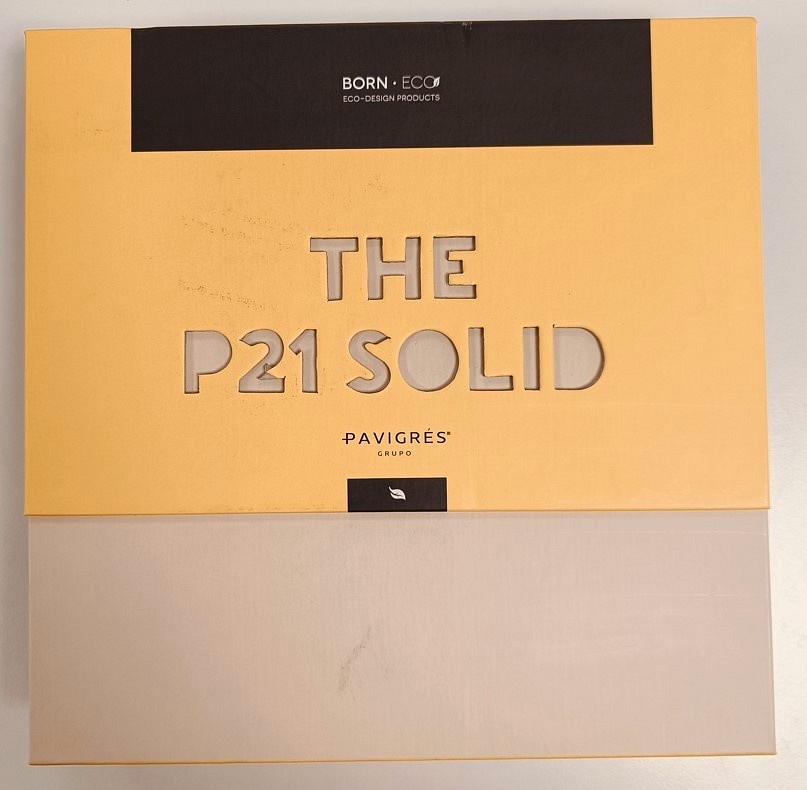 BORN · ECO
ECO-DESIGN PRODUCTS
THE
P21 SOLID
PAVIGRÉS®
GRUPO